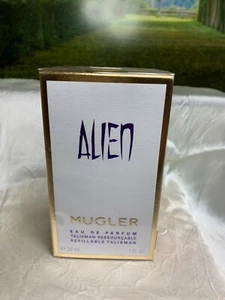 ALIEN
MUGLER
EAU DE PARFUM
TALISMAN RESSOURÇABLE
REFILLABLE TALISMAN